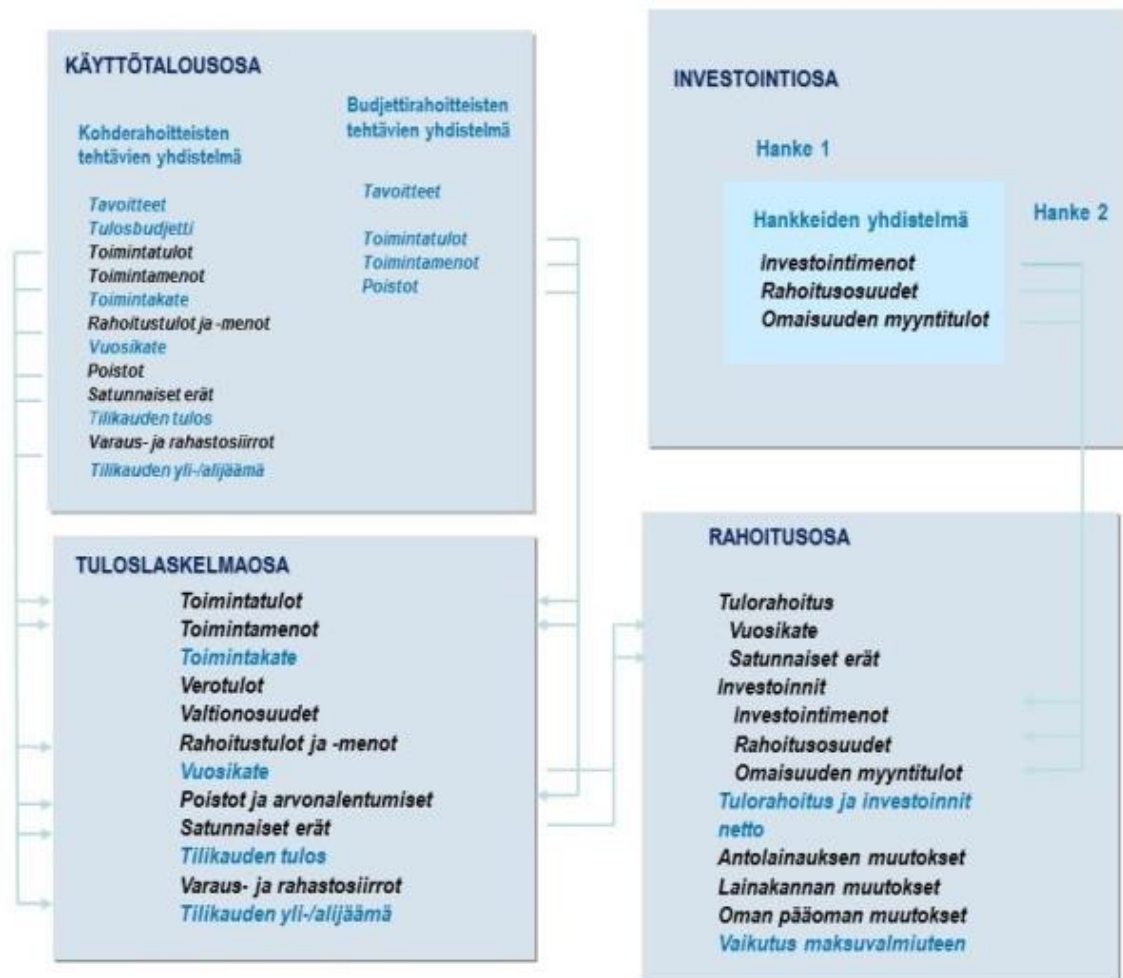 KÄYTTÖTALOUSOSA
Kohderahoitteisten
tehtävien yhdistelmä
Tavoitteet
Tulosbudjetti
Toimintatulot
Toimintamenot
Toimintakate
Rahoitustulot ja -menot
Vuosikate
Poistot
Satunnaiset erät
Tilikauden tulos
Varaus- ja rahastosiirrot
Tilikauden yli-/alijäämä
Budjettirahoitteisten
tehtävien yhdistelmä
Tavoitteet
Toimintatulot
Toimintamenot
Poistot
INVESTOINTIOSA
Hanke 1
Hankkeiden yhdistelmä
Investointimenot
Rahoitusosuudet
Omaisuuden myyntitulot
Hanke 2
TULOSLASKELMAOSA
Toimintatulot
Toimintamenot
Toimintakate
Verotulot
Valtionosuudet
Rahoitustulot ja -menot
Vuosikate
Poistot ja arvonalentumiset
Satunnaiset erät
Tilikauden tulos
Varaus- ja rahastosiirrot
Tilikauden yli-/alijäämä
RAHOITUSOSA
Tulorahoitus
Vuosikate
Satunnaiset erät
Investoinnit
Investointimenot
Rahoitusosuudet
Omaisuuden myyntitulot
Tulorahoitus ja investoinnit
netto
Antolainauksen muutokset
Lainakannan muutokset
Oman pääoman muutokset
Vaikutus maksuvalmiuteen